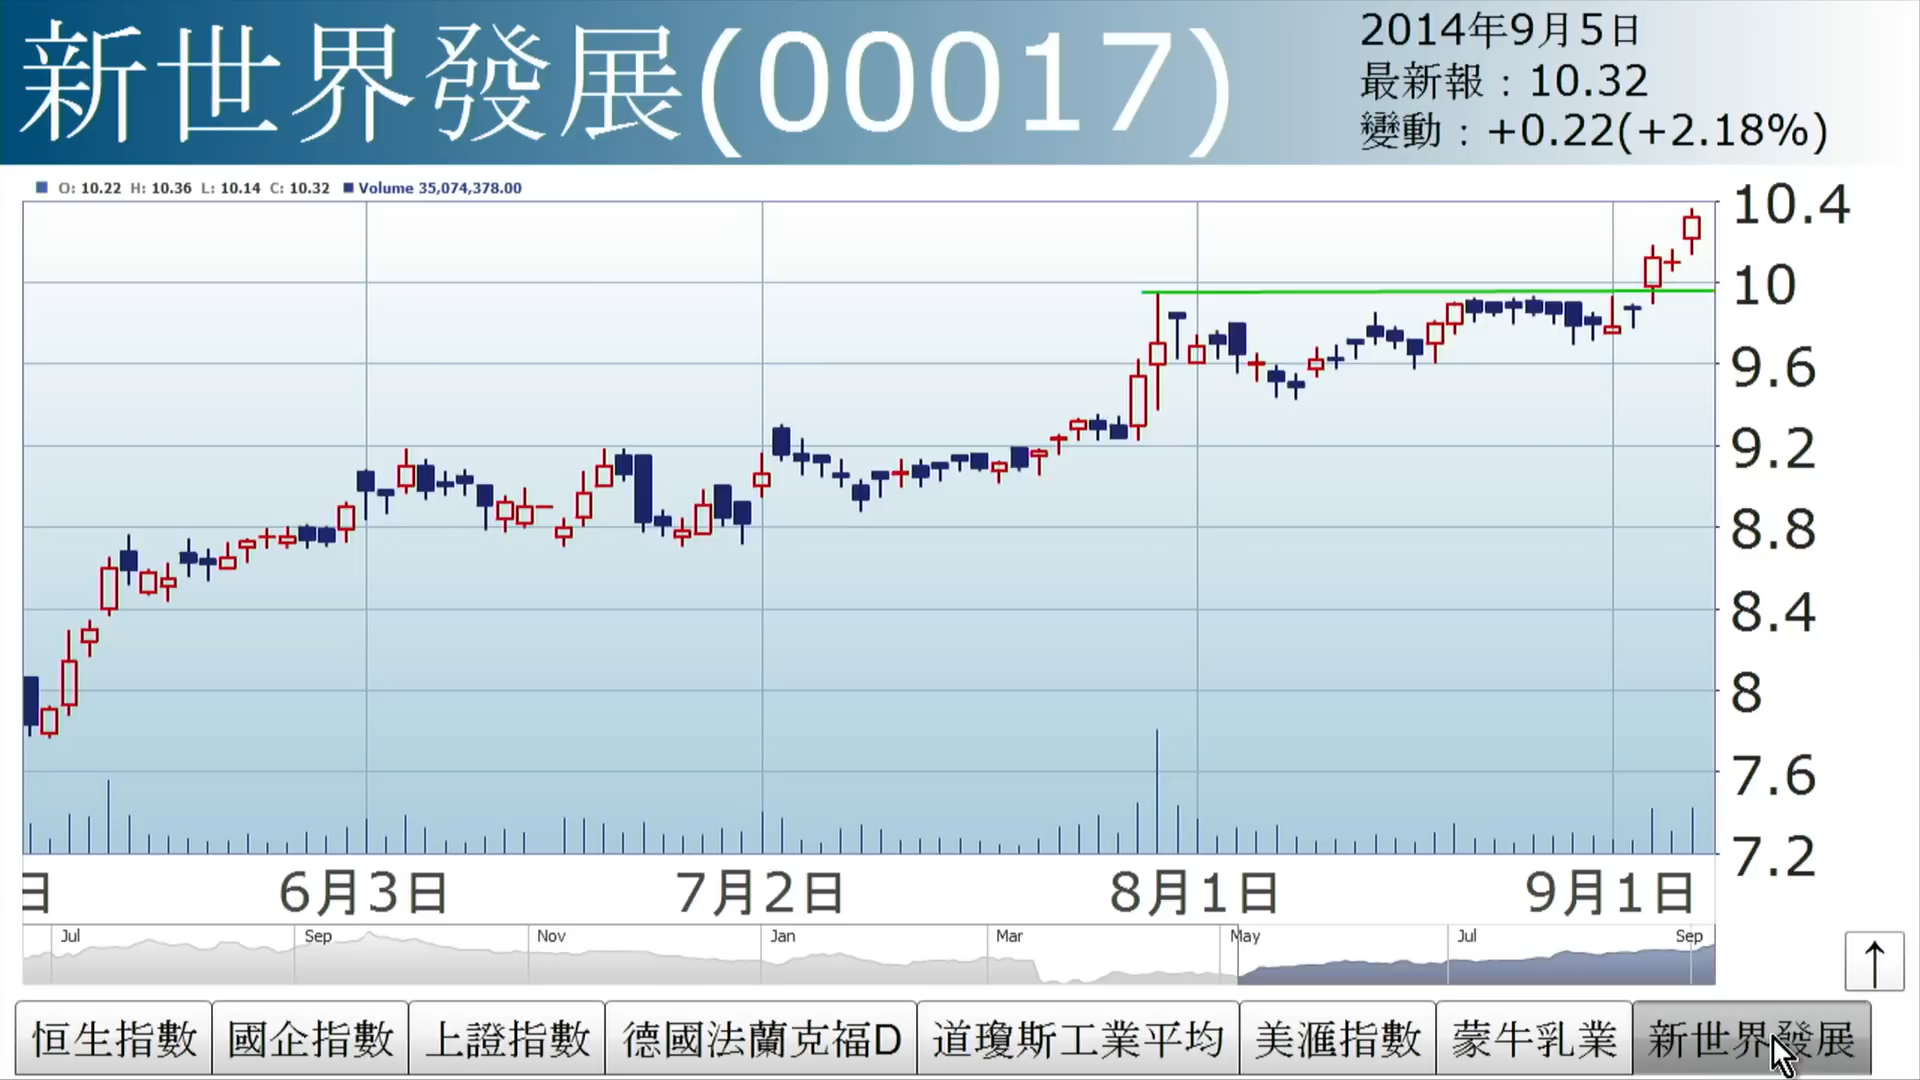 新世界發展(00017)
2014年9月5日
最新報：10.32
變動：+0.22(+2.18%)
O: 10.22 H: 10.36 L: 10.14 C: 10.32 Volume 35,074,378.00
10.4
10
9.6
9.2
8.8
8.4
8
7.6
7.2
日 6月3日 7月2日 8月1日 9月1日
Jul Sep Nov Jan Mar May Jul Sep
↑
恒生指數 國企指數 上證指數 德國法蘭克福D 道瓊斯工業平均 美滙指數 蒙牛乳業 新世界發展